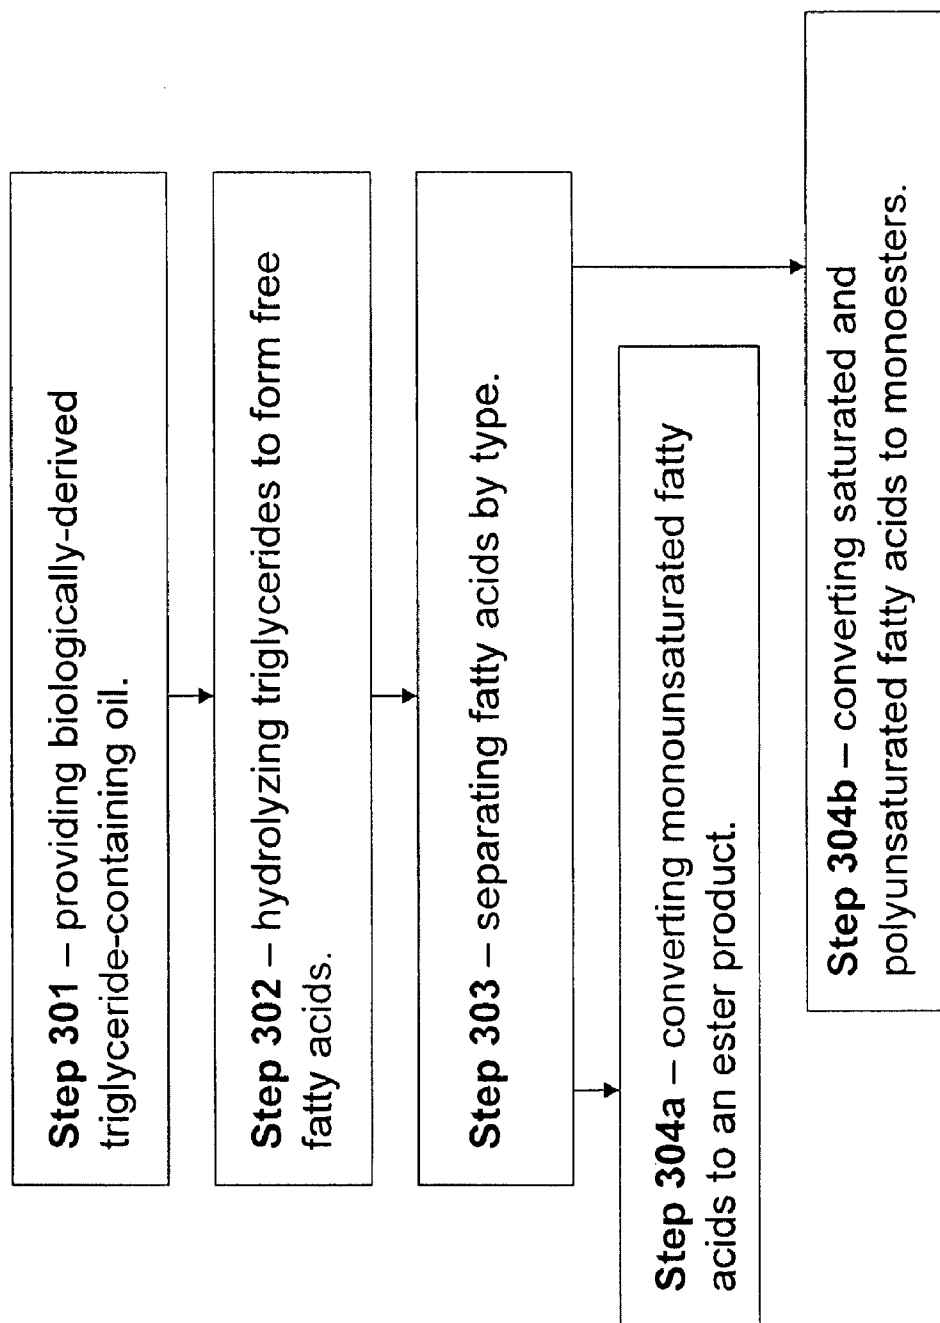 Step 301 – providing biologically-derived
triglyceride-containing oil.
Step 302 – hydrolyzing triglycerides to form free
fatty acids.
Step 303 – separating fatty acids by type.
Step 304a – converting monounsaturated fatty
acids to an ester product.
Step 304b – converting saturated and
polyunsaturated fatty acids to monoesters.